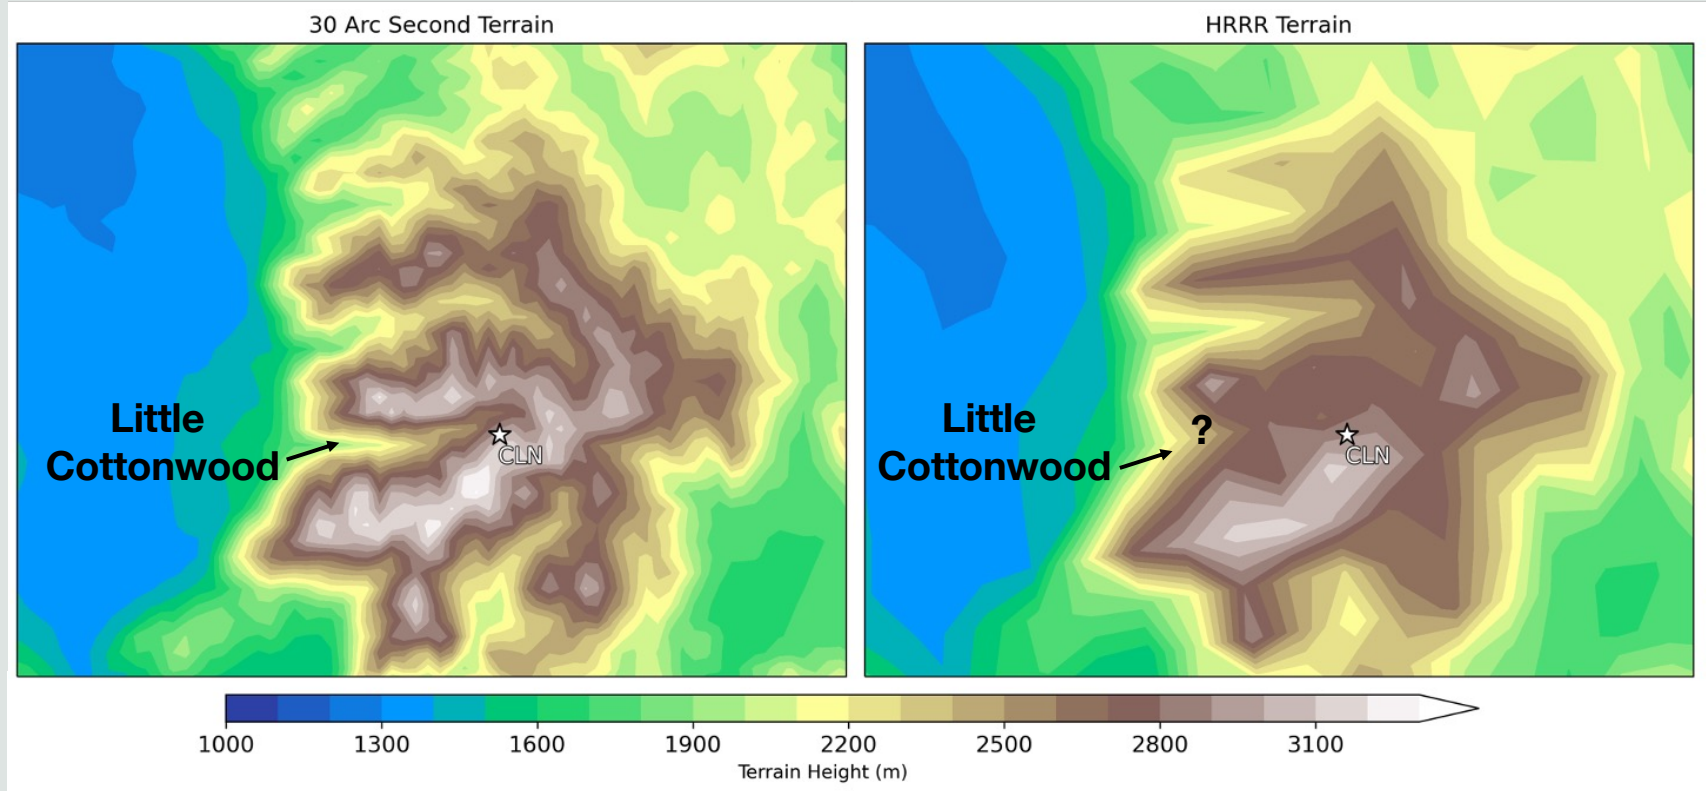 30 Arc Second Terrain
HRRR Terrain
Little
Cottonwood
CLN
Little
Cottonwood
?
CLN
1000 1300 1600 1900 2200 2500 2800 3100
Terrain Height (m)